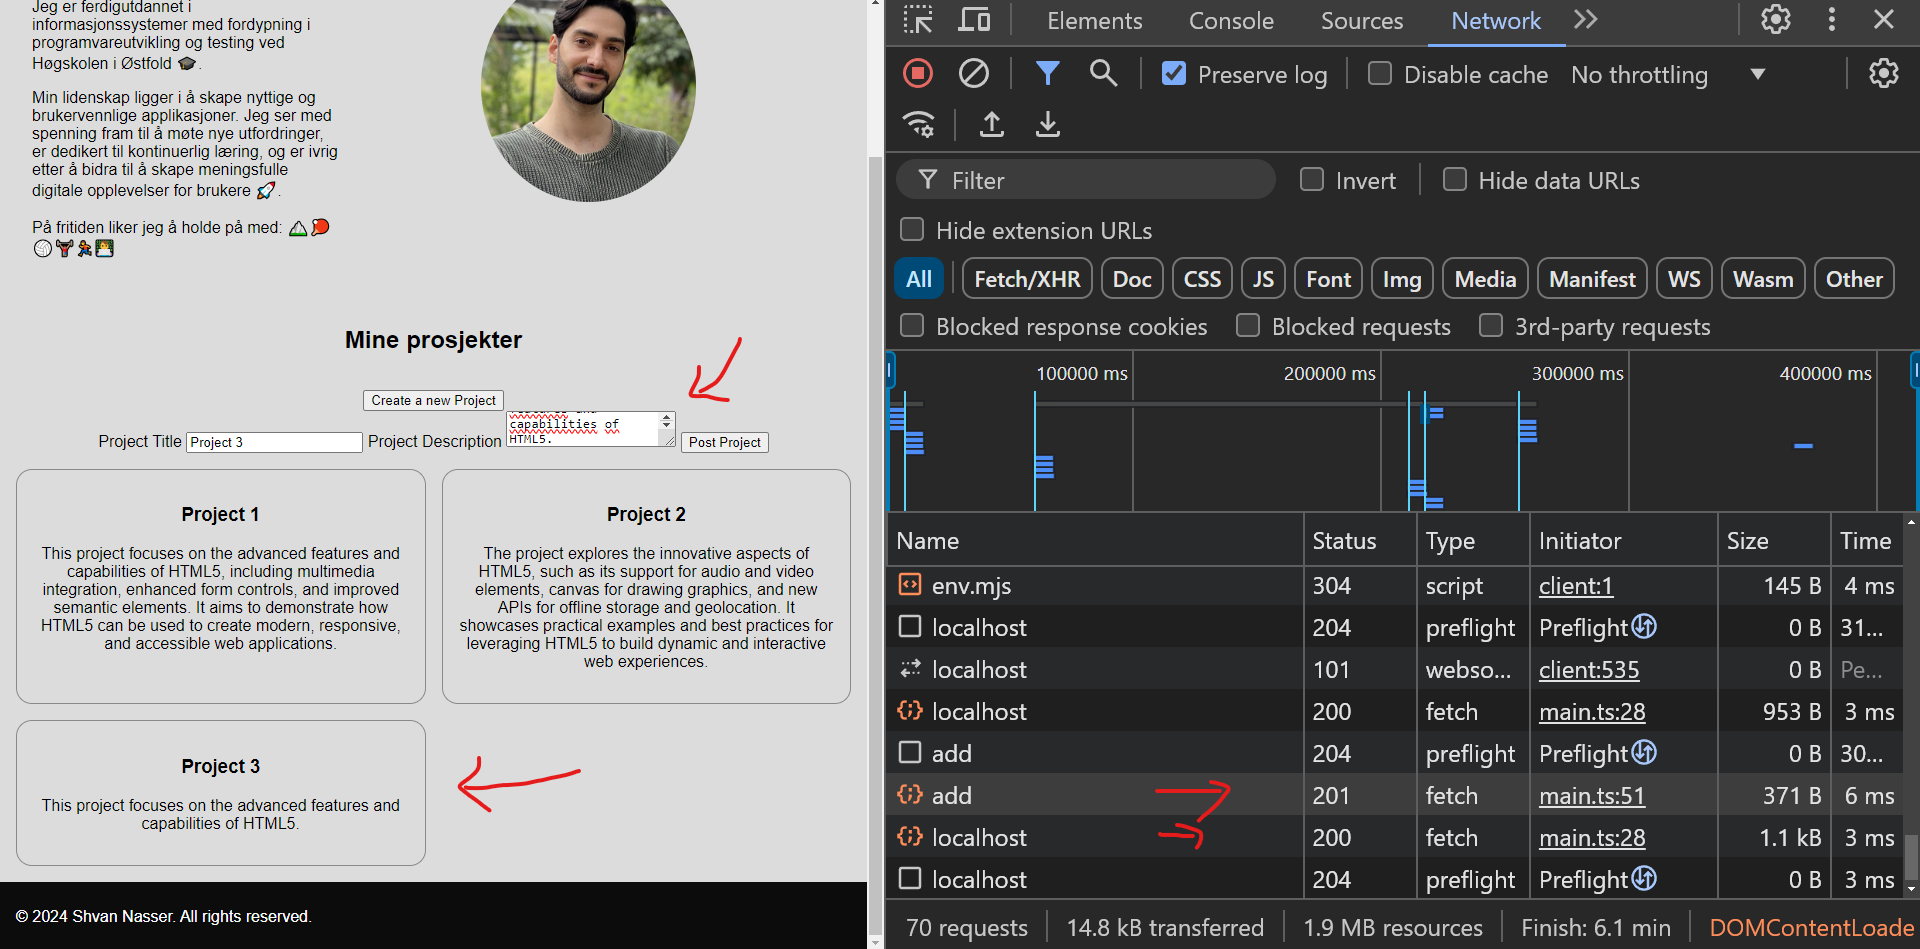 Jeg er ferdigutdannet i
informasjonssystemer med fordypning i
programvareutvikling og testing ved
Høgskolen i Østfold 🎓.
Min lidenskap ligger i å skape nyttige og
brukervennlige applikasjoner. Jeg ser med
spenning fram til å møte nye utfordringer,
er dedikert til kontinuerlig læring, og er ivrig
etter å bidra til å skape meningsfulle
digitale opplevelser for brukere 🚀.
På fritiden liker jeg å holde på med:
Mine prosjekter
Create a new Project
features and
capabilities of
HTML5.
Project Title Project 3 Project Description Post Project
Project 1
This project focuses on the advanced features and
capabilities of HTML5, including multimedia
integration, enhanced form controls, and improved
semantic elements. It aims to demonstrate how
HTML5 can be used to create modern, responsive,
and accessible web applications.
Project 2
The project explores the innovative aspects of
HTML5, such as its support for audio and video
elements, canvas for drawing graphics, and new
APIs for offline storage and geolocation. It
showcases practical examples and best practices for
leveraging HTML5 to build dynamic and interactive
web experiences.
Project 3
This project focuses on the advanced features and
capabilities of HTML5.
© 2024 Shvan Nasser. All rights reserved.
Elements Console Sources Network
Preserve log Disable cache No throttling
Filter Invert Hide data URLs
Hide extension URLs
All Fetch/XHR Doc CSS JS Font Img Media Manifest WS Wasm Other
Blocked response cookies Blocked requests 3rd-party requests
100000 ms 200000 ms 300000 ms 400000 ms
Name Status Type Initiator Size Time
env.mjs 304 script client:1 145 B 4 ms
localhost 204 preflight Preflight 0 B 31...
localhost 101 webso... client:535 0 B Pe...
localhost 200 fetch main.ts:28 953 B 3 ms
add 204 preflight Preflight 0 B 30...
add 201 fetch main.ts:51 371 B 6 ms
localhost 200 fetch main.ts:28 1.1 kB 3 ms
localhost 204 preflight Preflight 0 B 3 ms
70 requests 14.8 kB transferred 1.9 MB resources Finish: 6.1 min DOMContentLoade